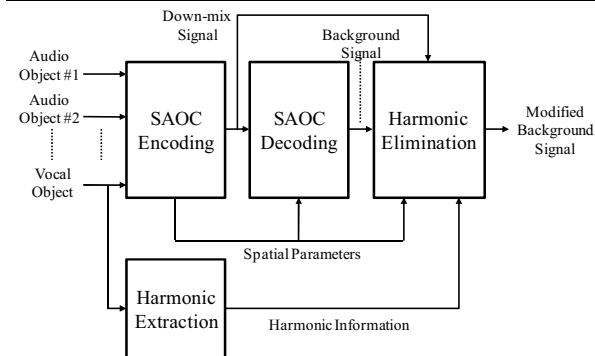 Down-mix
Signal
Background
Signal
Audio
Object #1
Audio
Object #2
Vocal
Object
SAOC
Encoding
SAOC
Decoding
Harmonic
Elimination
Modified
Background
Signal
Spatial Parameters
Harmonic
Extraction
Harmonic Information